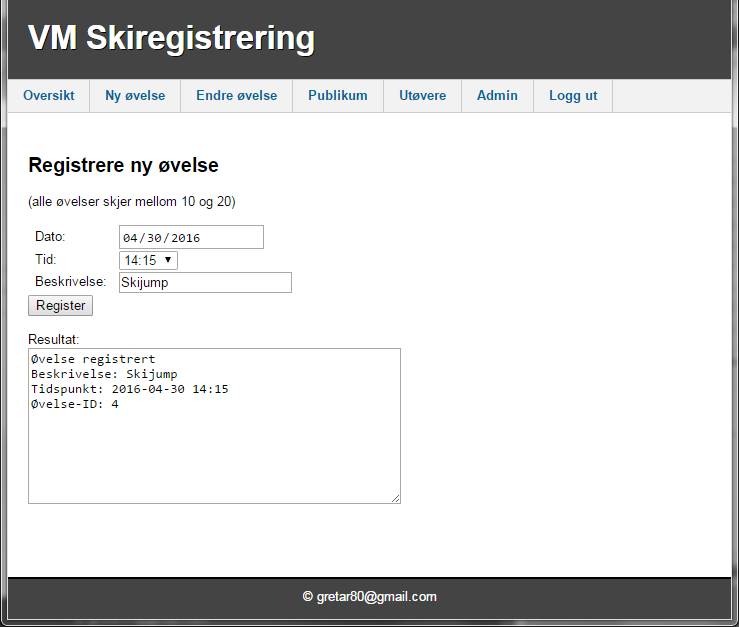 VM Skiregistrering
Oversikt Ny øvelse Endre øvelse Publikum Utøvere Admin Logg ut
Registrere ny øvelse
(alle øvelser skjer mellom 10 og 20)
Dato: 04/30/2016
Tid: 14:15
Beskrivelse: Skijump
Register
Resultat:
Øvelse registrert
Beskrivelse: Skijump
Tidspunkt: 2016-04-30 14:15
Øvelse-ID: 4
© gretar80@gmail.com